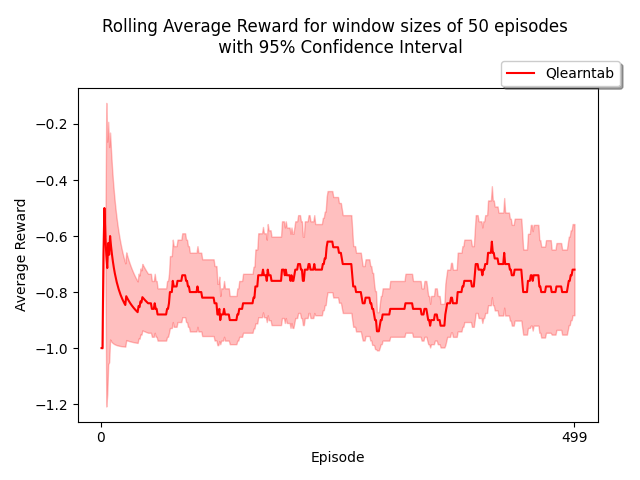 Rolling Average Reward for window sizes of 50 episodes
with 95% Confidence Interval
Qlearntab
Average Reward
−0.2
−0.4
−0.6
−0.8
−1.0
−1.2
0
499
Episode